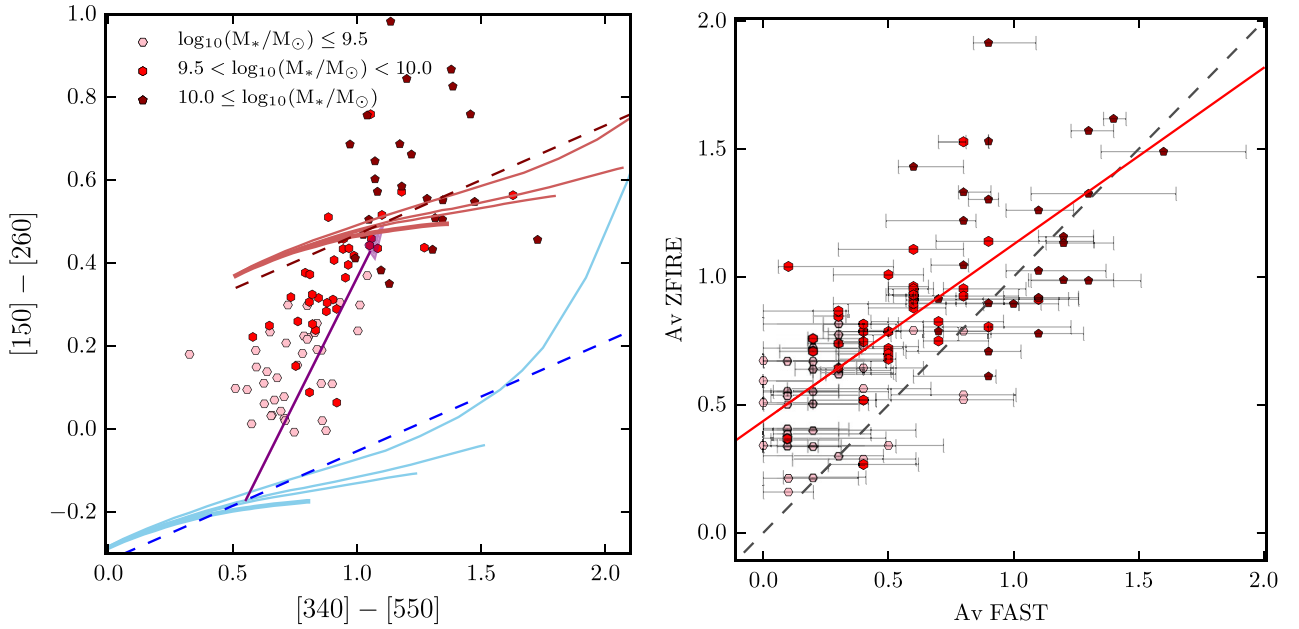 1.0
0.8
0.6
0.4
0.2
0.0
−0.2
[150] − [260]
log₁₀(M∗/M⊙) ≤ 9.5
9.5 < log₁₀(M∗/M⊙) < 10.0
10.0 ≤ log₁₀(M∗/M⊙)
0.0 0.5 1.0 1.5 2.0
[340] − [550]
2.0
1.5
1.0
0.5
0.0
Av ZFIRE
0.0 0.5 1.0 1.5 2.0
Av FAST